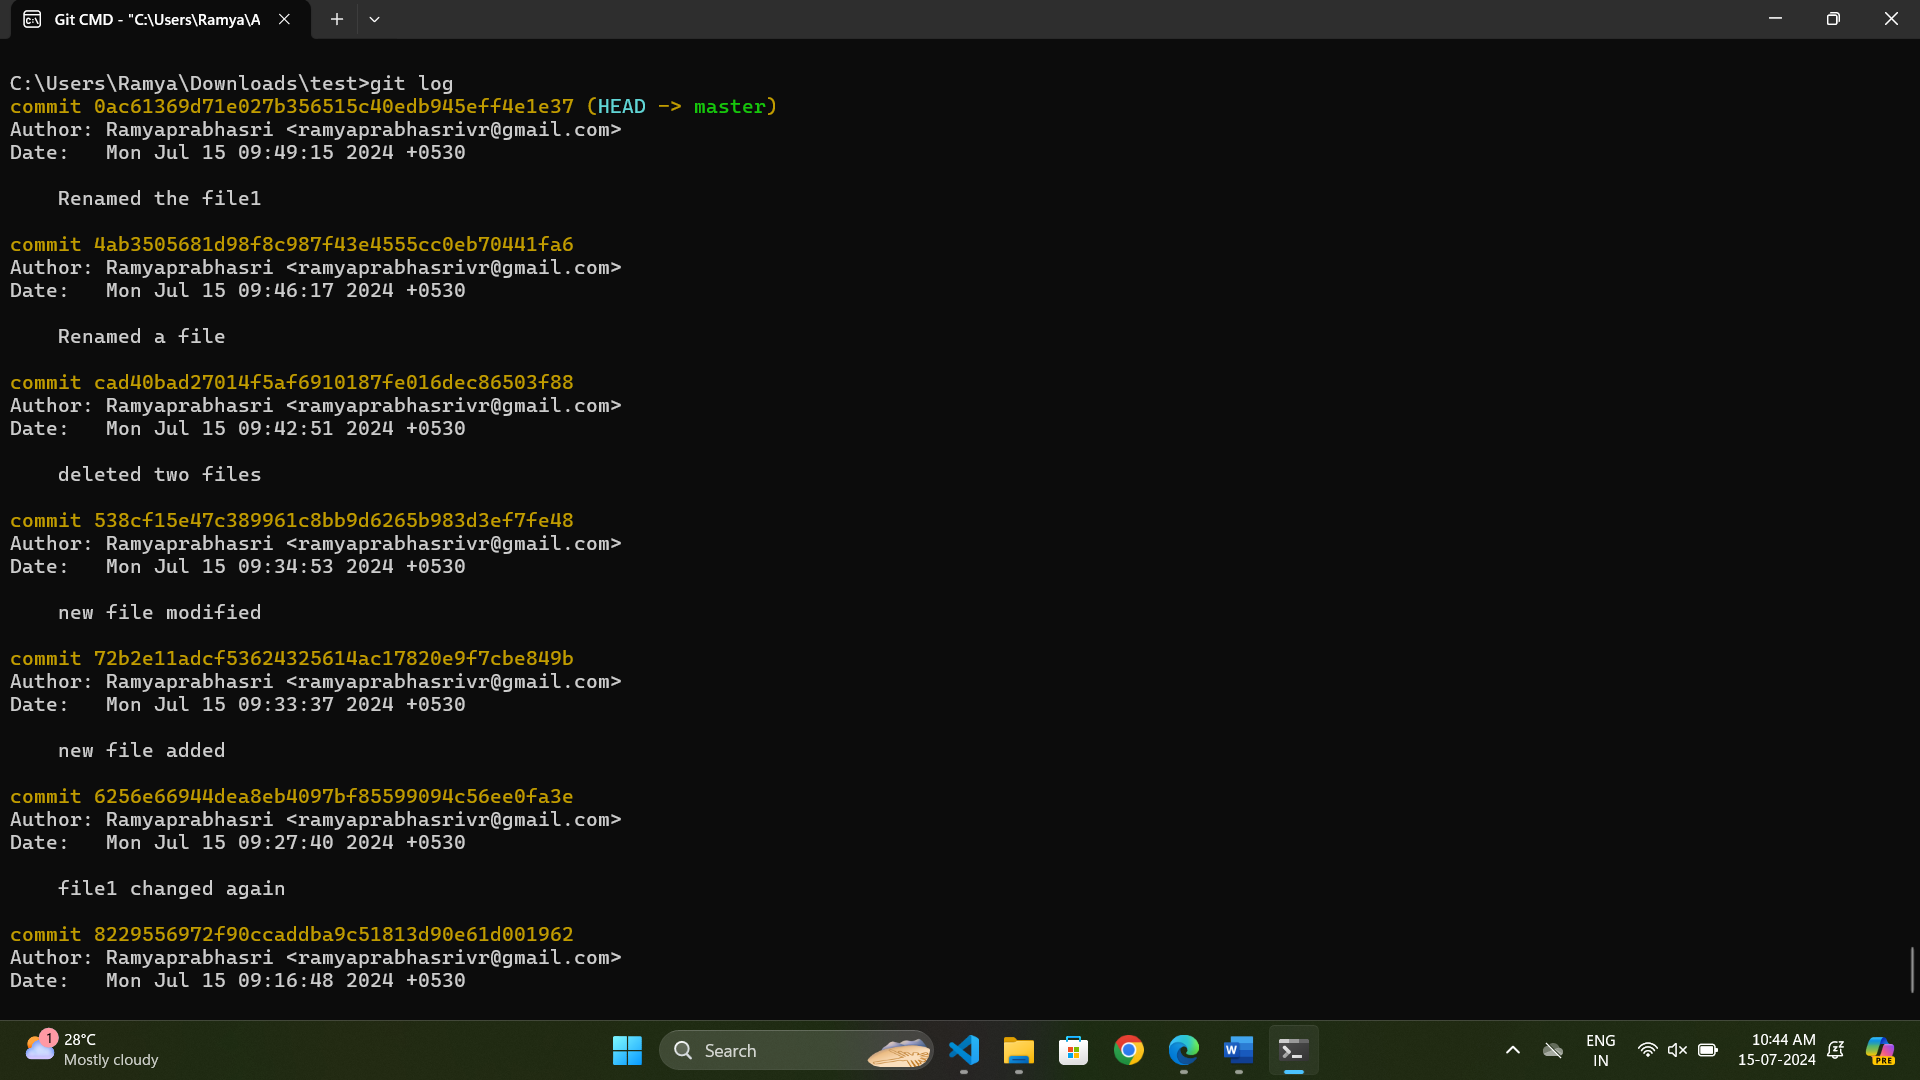 Git CMD - "C:\Users\Ramya\A
C:\Users\Ramya\Downloads\test>git log
commit 0ac61369d71e027b356515c40edb945eff4e1e37 (HEAD -> master)
Author: Ramyaprabhasri <ramyaprabhasrivr@gmail.com>
Date:   Mon Jul 15 09:49:15 2024 +0530
Renamed the file1
commit 4ab3505681d98f8c987f43e4555cc0eb70441fa6
Author: Ramyaprabhasri <ramyaprabhasrivr@gmail.com>
Date:   Mon Jul 15 09:46:17 2024 +0530
Renamed a file
commit cad40bad27014f5af6910187fe016dec86503f88
Author: Ramyaprabhasri <ramyaprabhasrivr@gmail.com>
Date:   Mon Jul 15 09:42:51 2024 +0530
deleted two files
commit 538cf15e47c389961c8bb9d6265b983d3ef7fe48
Author: Ramyaprabhasri <ramyaprabhasrivr@gmail.com>
Date:   Mon Jul 15 09:34:53 2024 +0530
new file modified
commit 72b2e11adcf53624325614ac17820e9f7cbe849b
Author: Ramyaprabhasri <ramyaprabhasrivr@gmail.com>
Date:   Mon Jul 15 09:33:37 2024 +0530
new file added
commit 6256e66944dea8eb4097bf85599094c56ee0fa3e
Author: Ramyaprabhasri <ramyaprabhasrivr@gmail.com>
Date:   Mon Jul 15 09:27:40 2024 +0530
file1 changed again
commit 8229556972f90ccaddba9c51813d90e61d001962
Author: Ramyaprabhasri <ramyaprabhasrivr@gmail.com>
Date:   Mon Jul 15 09:16:48 2024 +0530
1
28°C
Mostly cloudy
Search
W
ENG
IN
10:44 AM
15-07-2024
PRE